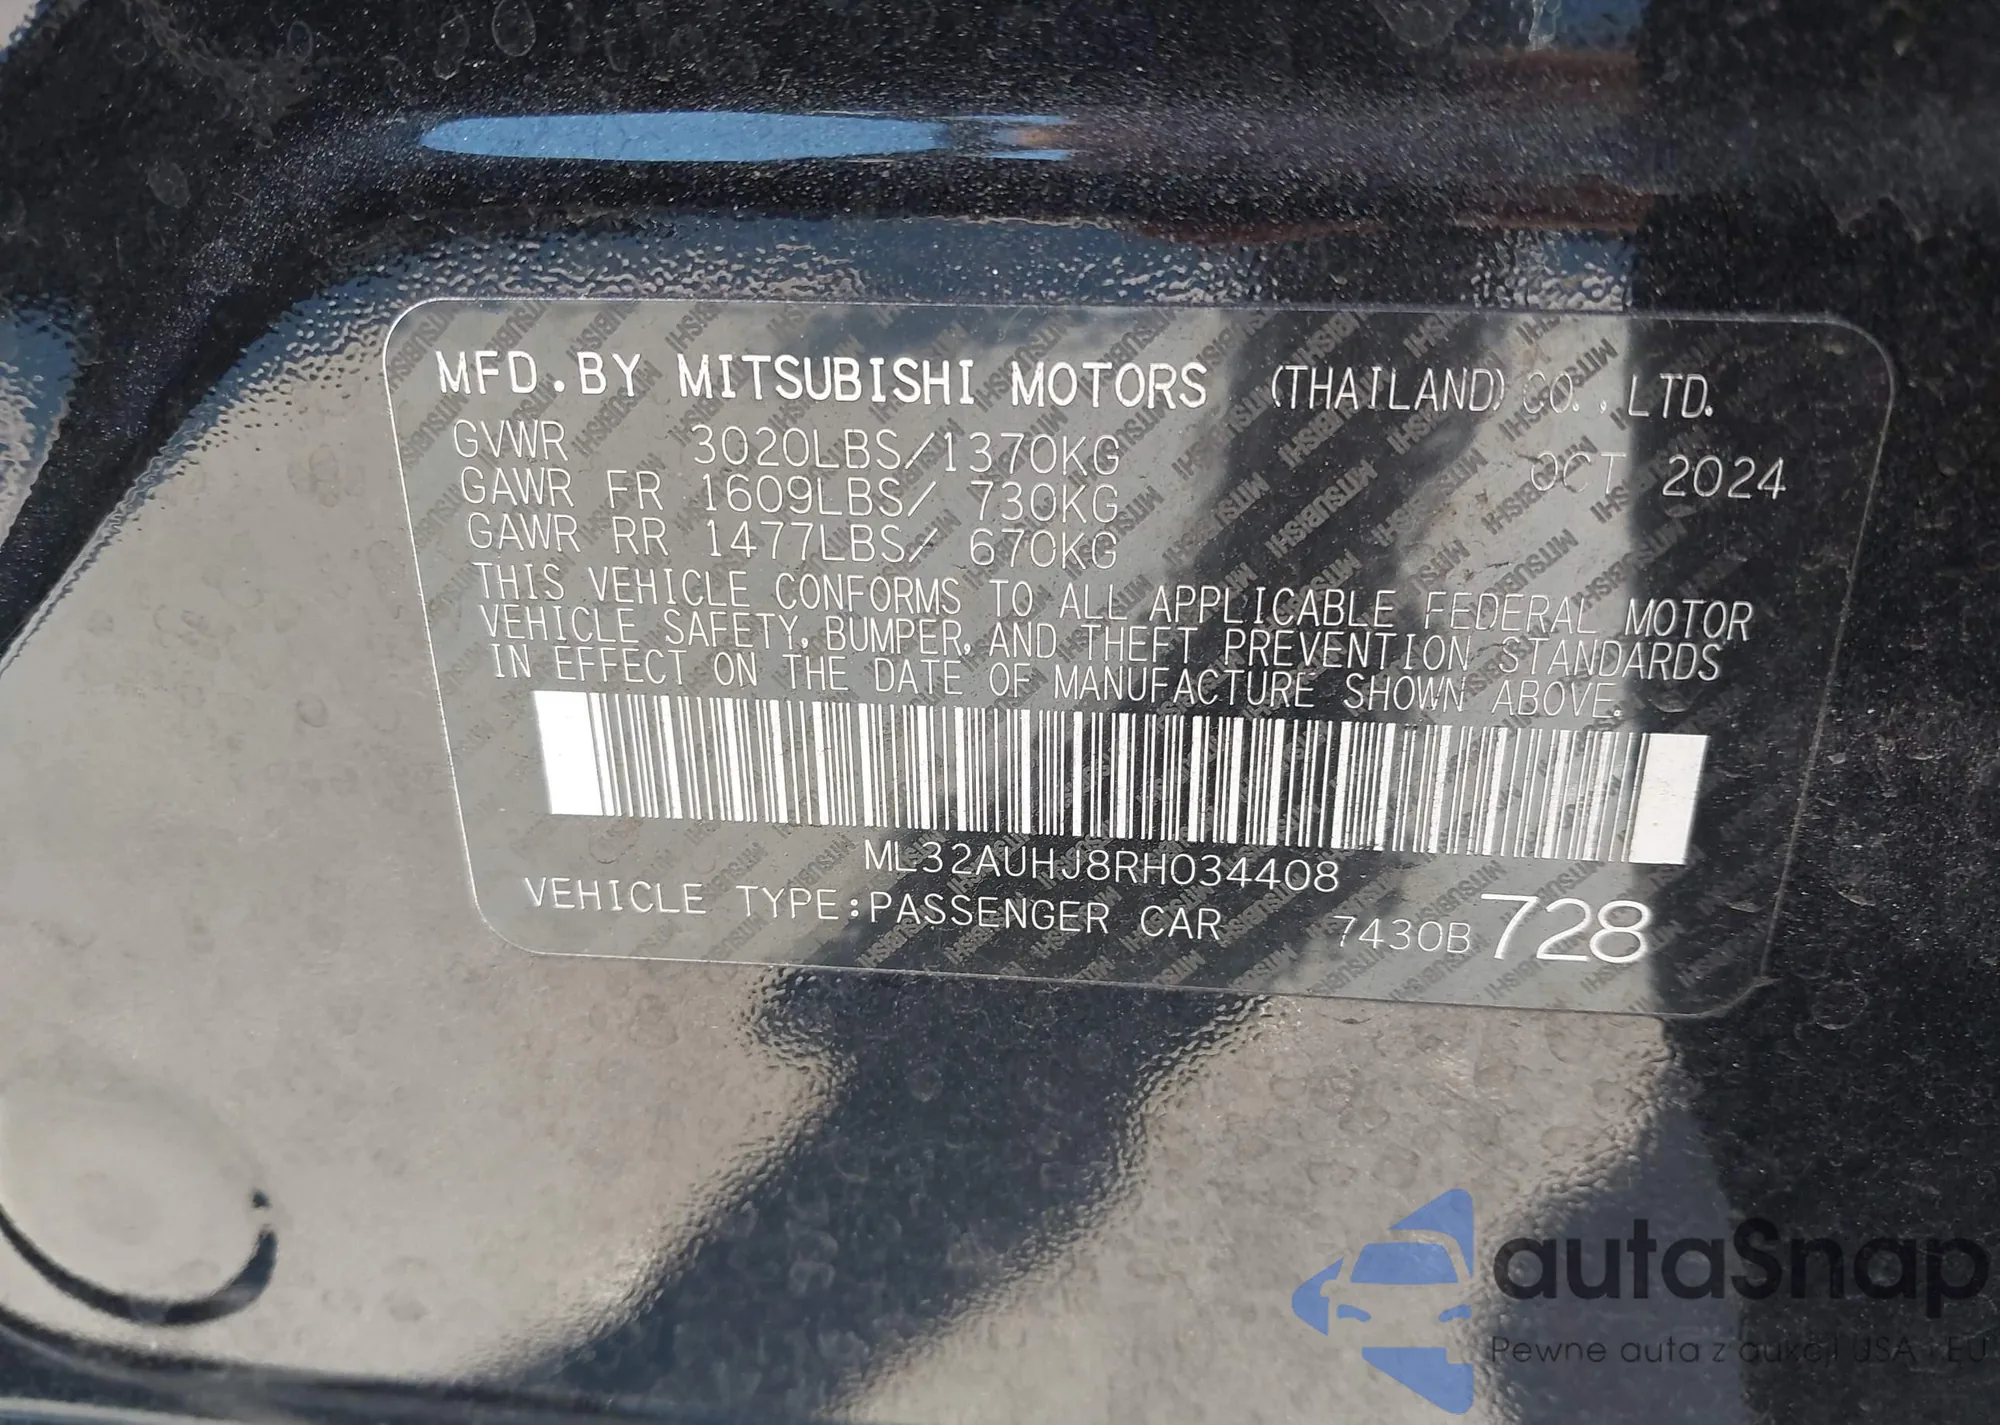 MFD.BY MITSUBISHI MOTORS (THAILAND) CO.,LTD.
GVWR 3020LBS/1370KG
OCT 2024
GAWR FR 1609LBS/ 730KG
GAWR RR 1477LBS/ 670KG
THIS VEHICLE CONFORMS TO ALL APPLICABLE FEDERAL MOTOR
VEHICLE SAFETY, BUMPER, AND THEFT PREVENTION STANDARDS
IN EFFECT ON THE DATE OF MANUFACTURE SHOWN ABOVE.
ML32AUHJ8RH034408
VEHICLE TYPE:PASSENGER CAR 7430B 728
autaSnap
Pewne auta z aukcji USA i EU